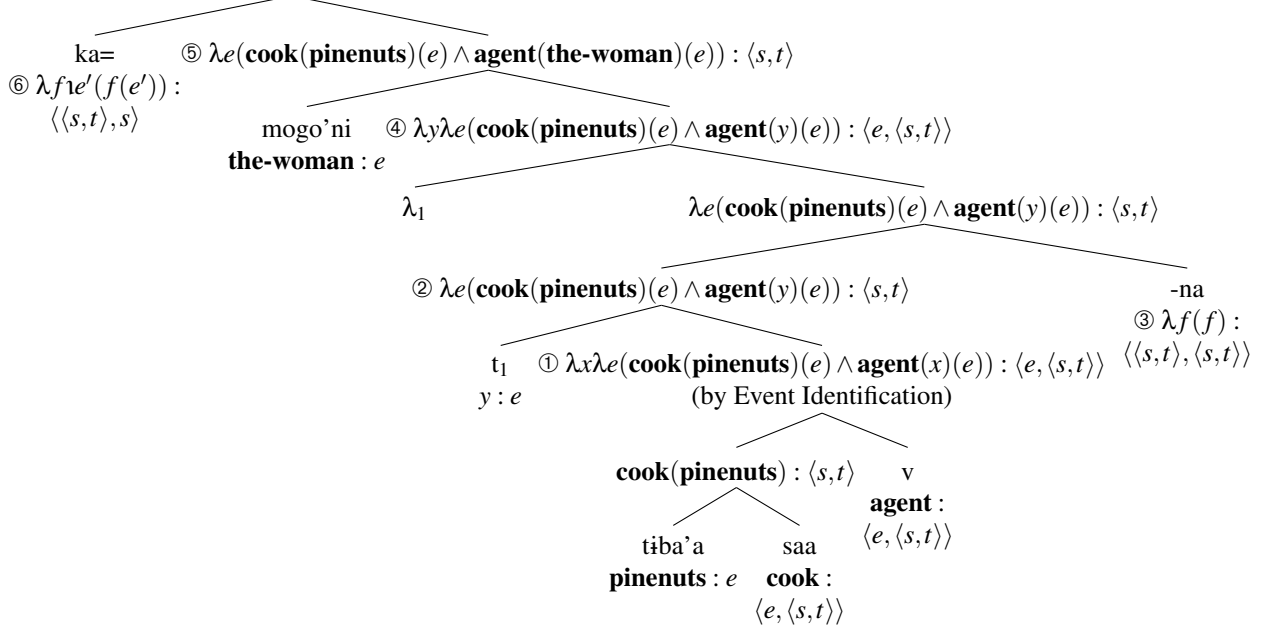 ka= ⑤ λe(cook(pinenuts)(e) ∧ agent(the-woman)(e)) : ⟨s,t⟩
⑥ λf ɿe′(f(e′)) :
⟨⟨s,t⟩,s⟩
mogo'ni ④ λyλe(cook(pinenuts)(e) ∧ agent(y)(e)) : ⟨e,⟨s,t⟩⟩
the-woman : e
λ₁ λe(cook(pinenuts)(e) ∧ agent(y)(e)) : ⟨s,t⟩
② λe(cook(pinenuts)(e) ∧ agent(y)(e)) : ⟨s,t⟩ -na
③ λf(f) :
⟨⟨s,t⟩,⟨s,t⟩⟩
t₁ ① λxλe(cook(pinenuts)(e) ∧ agent(x)(e)) : ⟨e,⟨s,t⟩⟩
y : e (by Event Identification)
cook(pinenuts) : ⟨s,t⟩ v
agent :
⟨e,⟨s,t⟩⟩
tɨba'a saa
pinenuts : e cook :
⟨e,⟨s,t⟩⟩